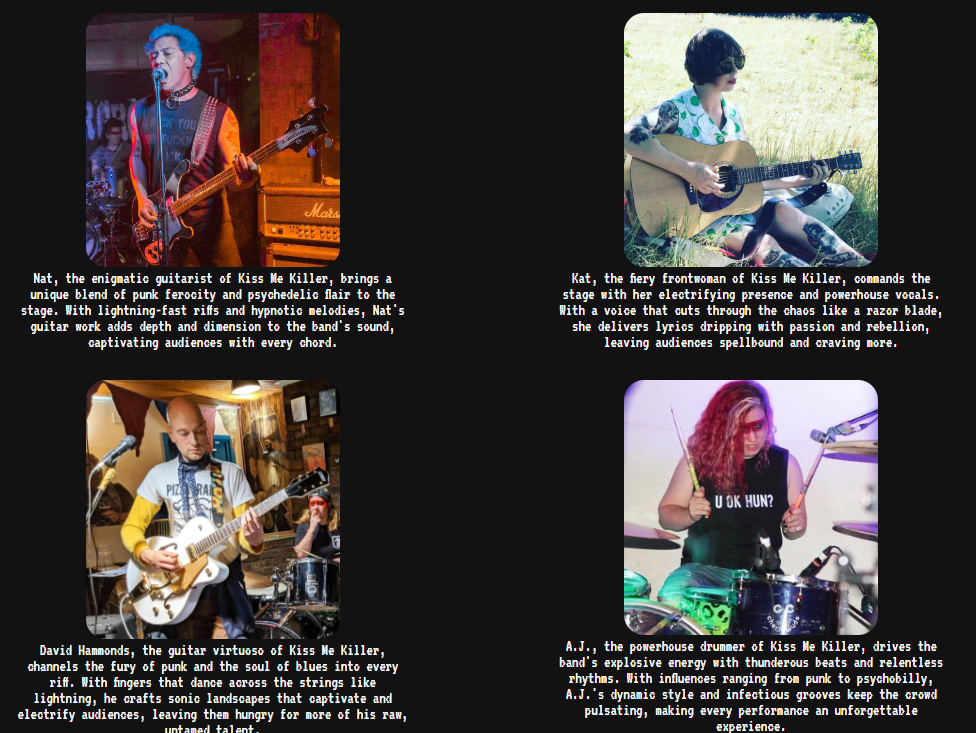 FUCK YOU
Mars
Nat, the enigmatic guitarist of Kiss Me Killer, brings a
unique blend of punk ferocity and psychedelic flair to the
stage. With lightning-fast riffs and hypnotic melodies, Nat's
guitar work adds depth and dimension to the band's sound,
captivating audiences with every chord.
Kat, the fiery frontwoman of Kiss Me Killer, commands the
stage with her electrifying presence and powerhouse vocals.
With a voice that cuts through the chaos like a razor blade,
she delivers lyrics dripping with passion and rebellion,
leaving audiences spellbound and craving more.
PIZZA
U OK HUN?
David Hammonds, the guitar virtuoso of Kiss Me Killer,
channels the fury of punk and the soul of blues into every
riff. With fingers that dance across the strings like
lightning, he crafts sonic landscapes that captivate and
electrify audiences, leaving them hungry for more of his raw,
untamed talent.
A.J., the powerhouse drummer of Kiss Me Killer, drives the
band's explosive energy with thunderous beats and relentless
rhythms. With influences ranging from punk to psychobilly,
A.J.'s dynamic style and infectious grooves keep the crowd
pulsating, making every performance an unforgettable
experience.